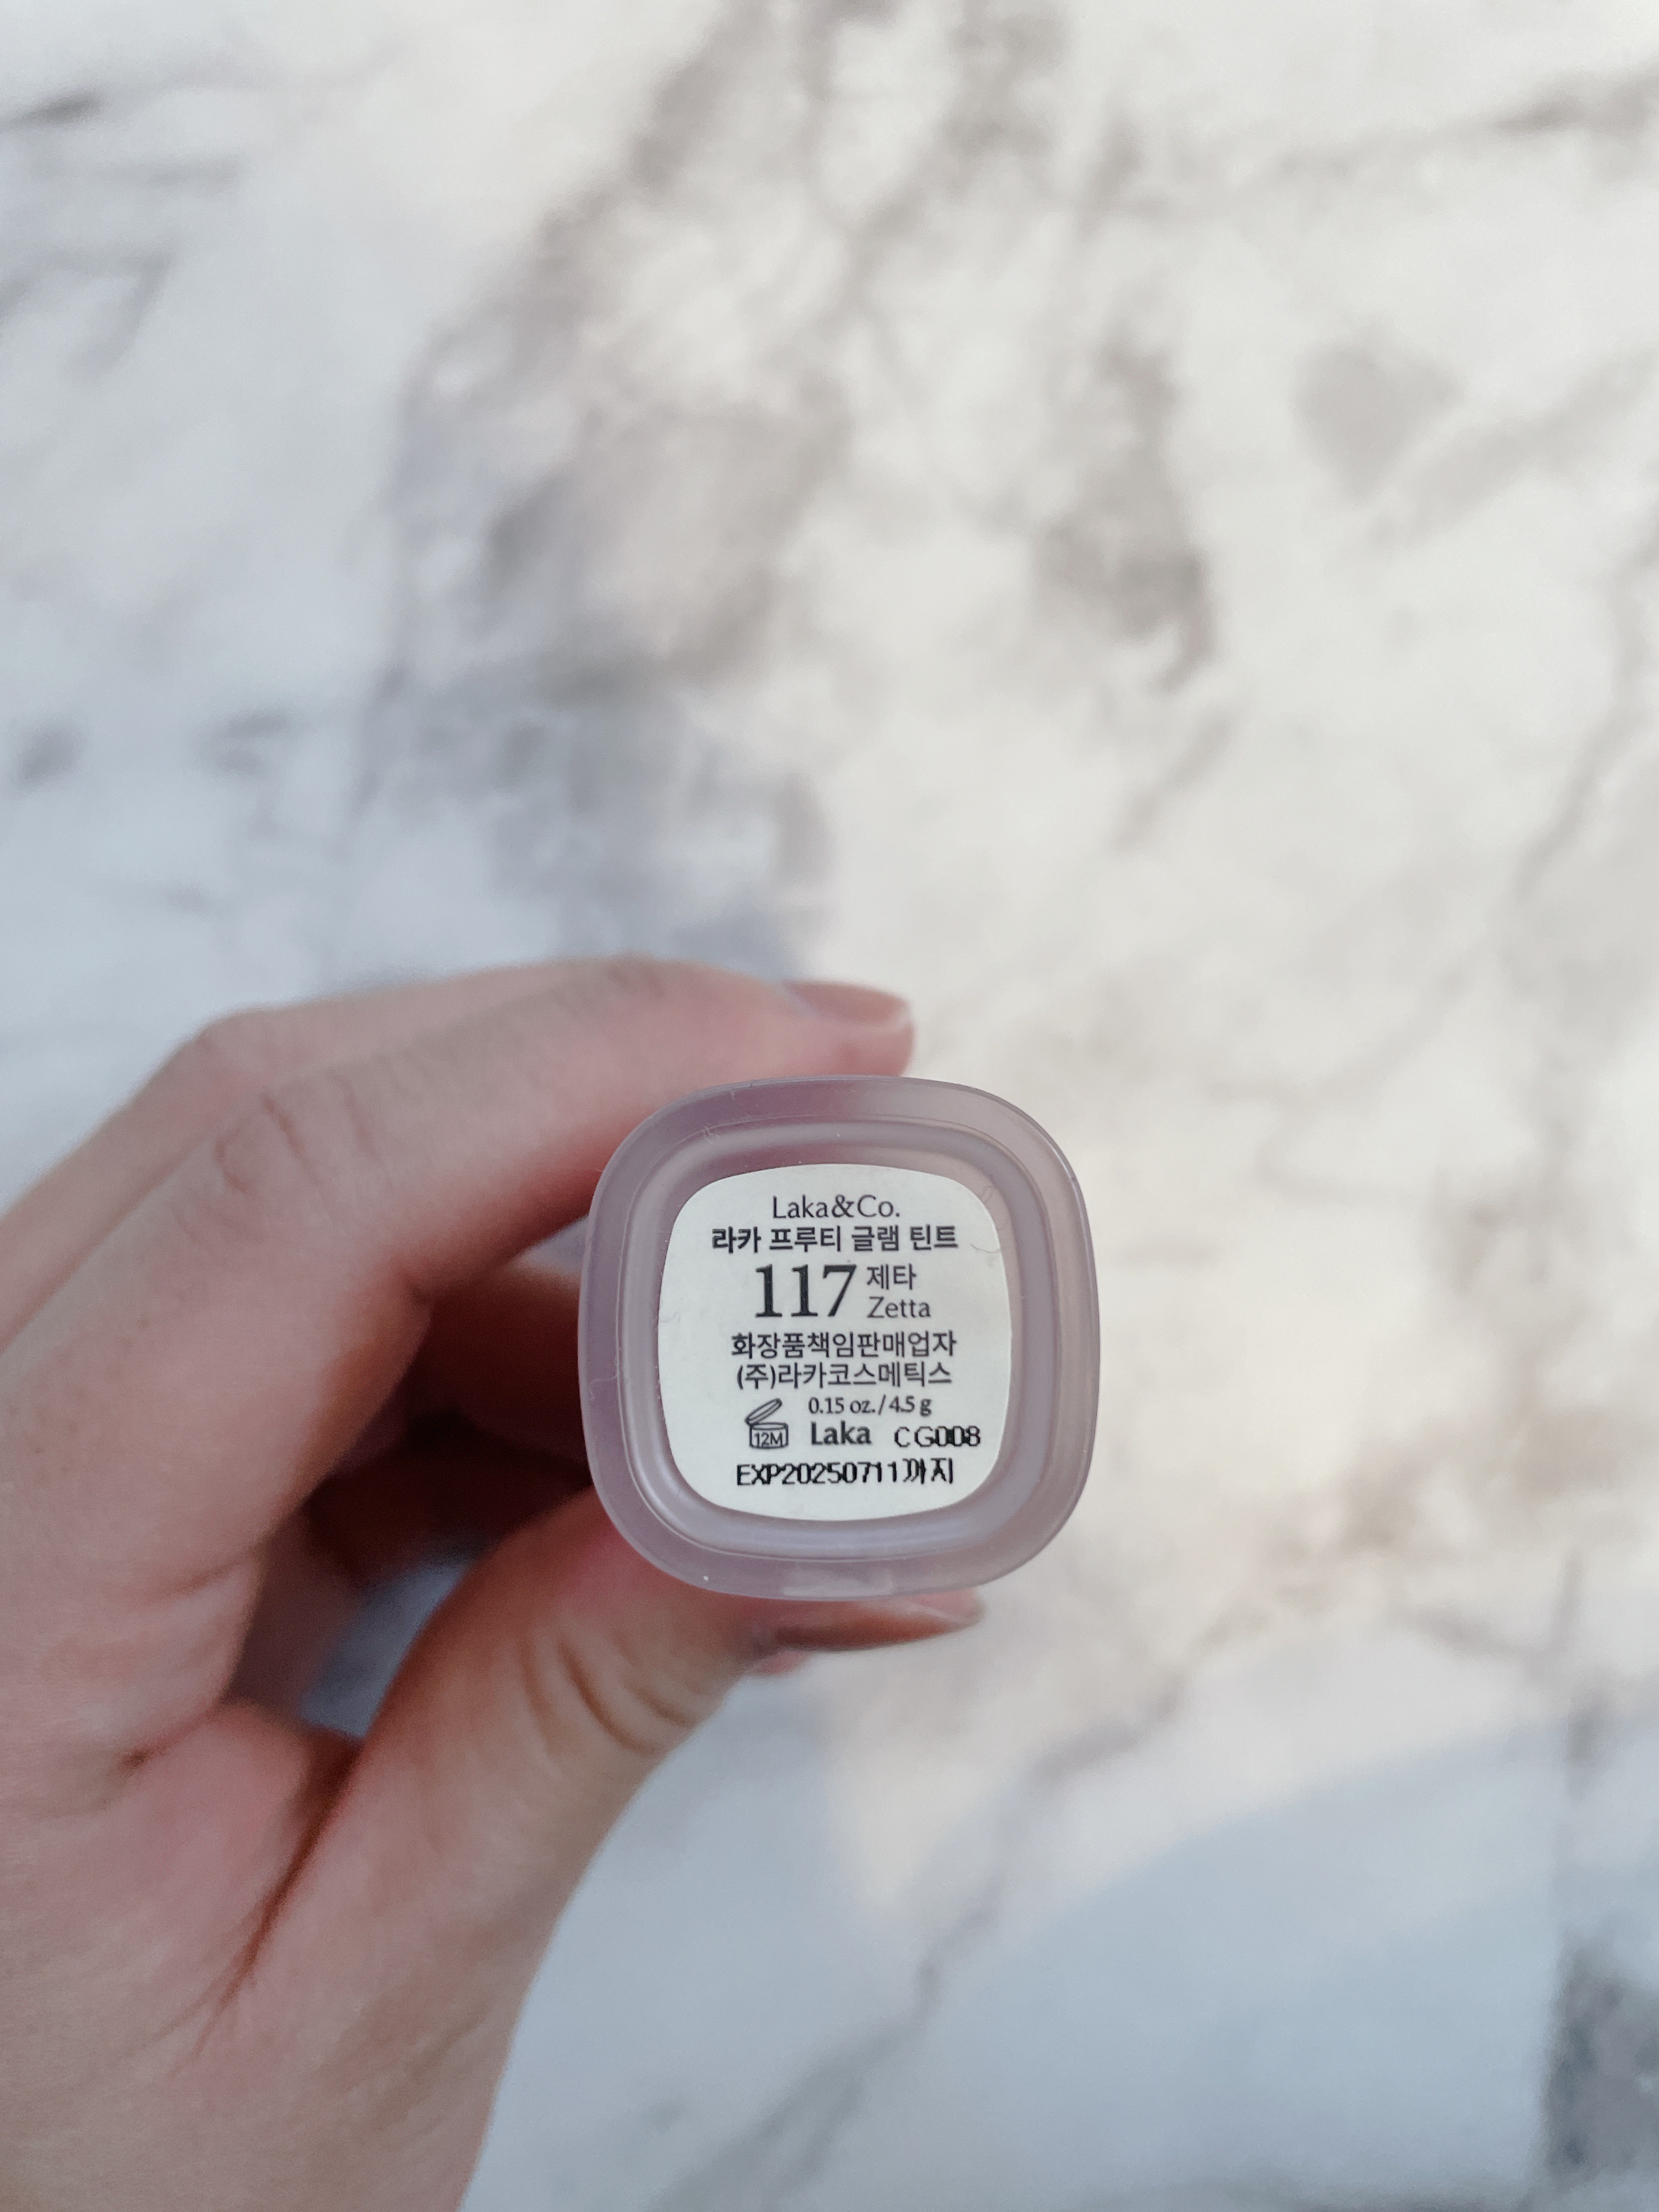 Laka&Co.
라카 프루티 글램 틴트
117 제타
Zetta
화장품책임판매업자
(주)라카코스메틱스
0.15 oz./4.5 g
12M Laka CG008
EXP20250711까지